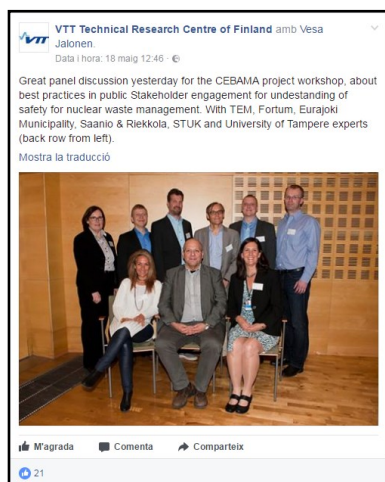 VTT
VTT Technical Research Centre of Finland amb Vesa
Jalonen.
Data i hora: 18 maig 12:46 ·
Great panel discussion yesterday for the CEBAMA project workshop, about
best practices in public Stakeholder engagement for undestanding of
safety for nuclear waste management. With TEM, Fortum, Eurajoki
Municipality, Saanio & Riekkola, STUK and University of Tampere experts
(back row from left).
Mostra la traducció
M'agrada Comenta Comparteix
21